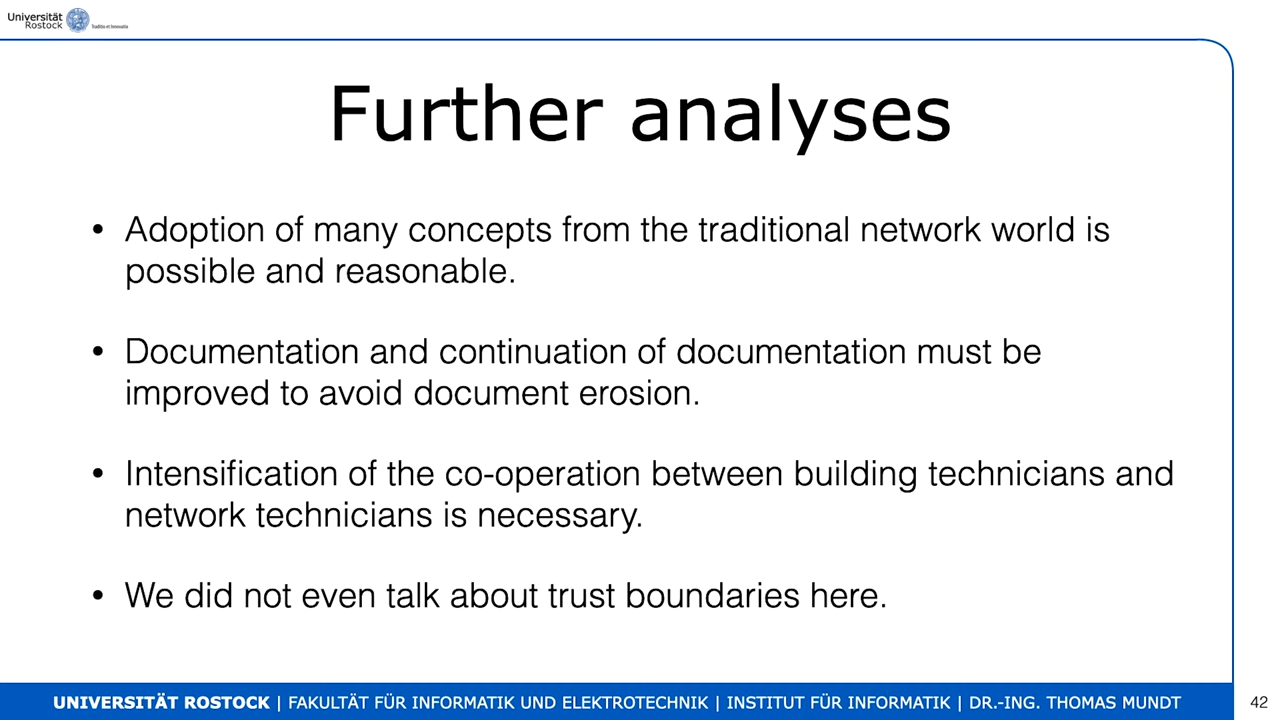 Universität
Rostock
Traditio et Innovatio
Further analyses
• Adoption of many concepts from the traditional network world is
possible and reasonable.
• Documentation and continuation of documentation must be
improved to avoid document erosion.
• Intensification of the co-operation between building technicians and
network technicians is necessary.
• We did not even talk about trust boundaries here.
UNIVERSITÄT ROSTOCK | FAKULTÄT FÜR INFORMATIK UND ELEKTROTECHNIK | INSTITUT FÜR INFORMATIK | DR.-ING. THOMAS MUNDT
42